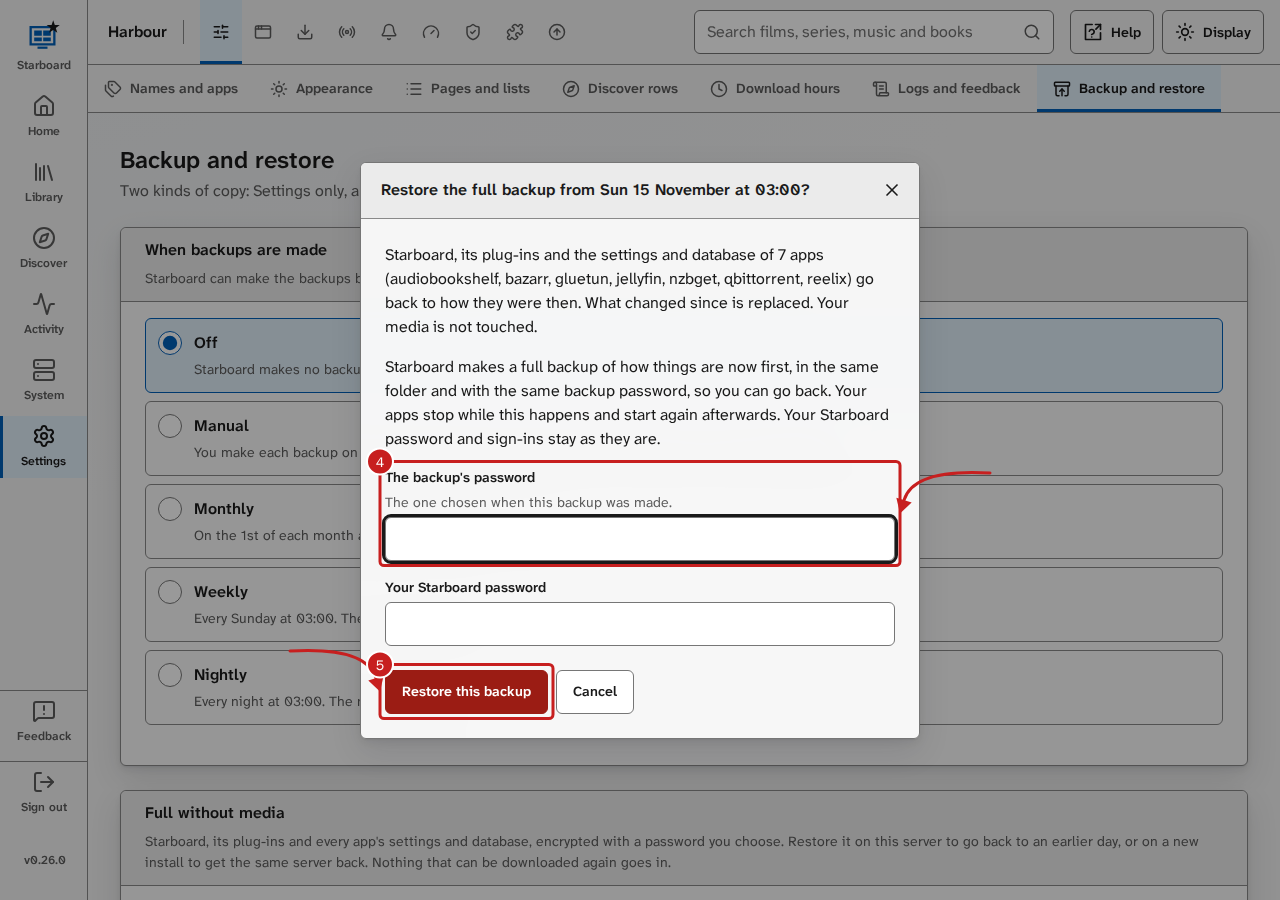 Starboard
Home
Library
Discover
Activity
System
Settings
Feedback
Sign out
v0.26.0
Harbour
Search films, series, music and books
Help
Display
Names and apps
Appearance
Pages and lists
Discover rows
Download hours
Logs and feedback
Backup and restore
Backup and restore
Two kinds of copy: Settings only, a
When backups are made
Starboard can make the backups b
Off
Starboard makes no backu
Manual
You make each backup on
Monthly
On the 1st of each month a
Weekly
Every Sunday at 03:00. The
Nightly
Every night at 03:00. The n
Restore the full backup from Sun 15 November at 03:00?
Starboard, its plug-ins and the settings and database of 7 apps
(audiobookshelf, bazarr, gluetun, jellyfin, nzbget, qbittorrent, reelix) go
back to how they were then. What changed since is replaced. Your
media is not touched.
Starboard makes a full backup of how things are now first, in the same
folder and with the same backup password, so you can go back. Your
apps stop while this happens and start again afterwards. Your Starboard
password and sign-ins stay as they are.
4
The backup's password
The one chosen when this backup was made.
Your Starboard password
5
Restore this backup
Cancel
Full without media
Starboard, its plug-ins and every app's settings and database, encrypted with a password you choose. Restore it on this server to go back to an earlier day, or on a new
install to get the same server back. Nothing that can be downloaded again goes in.